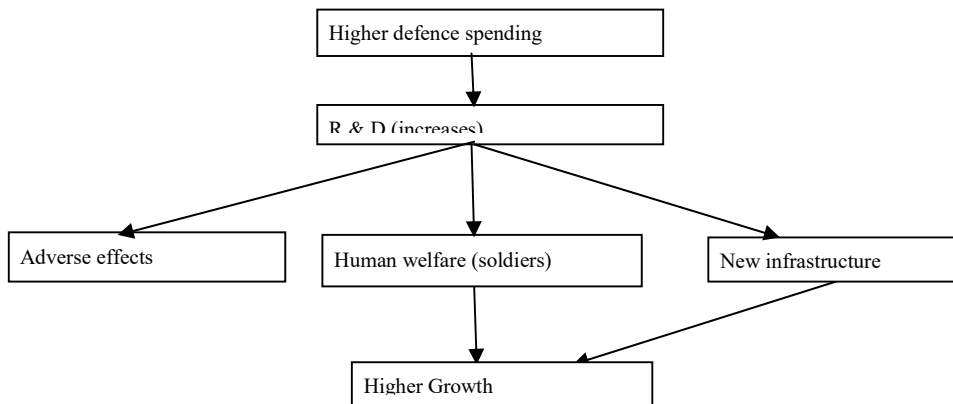 Higher defence spending
R & D (increases)
Adverse effects
Human welfare (soldiers)
New infrastructure
Higher Growth